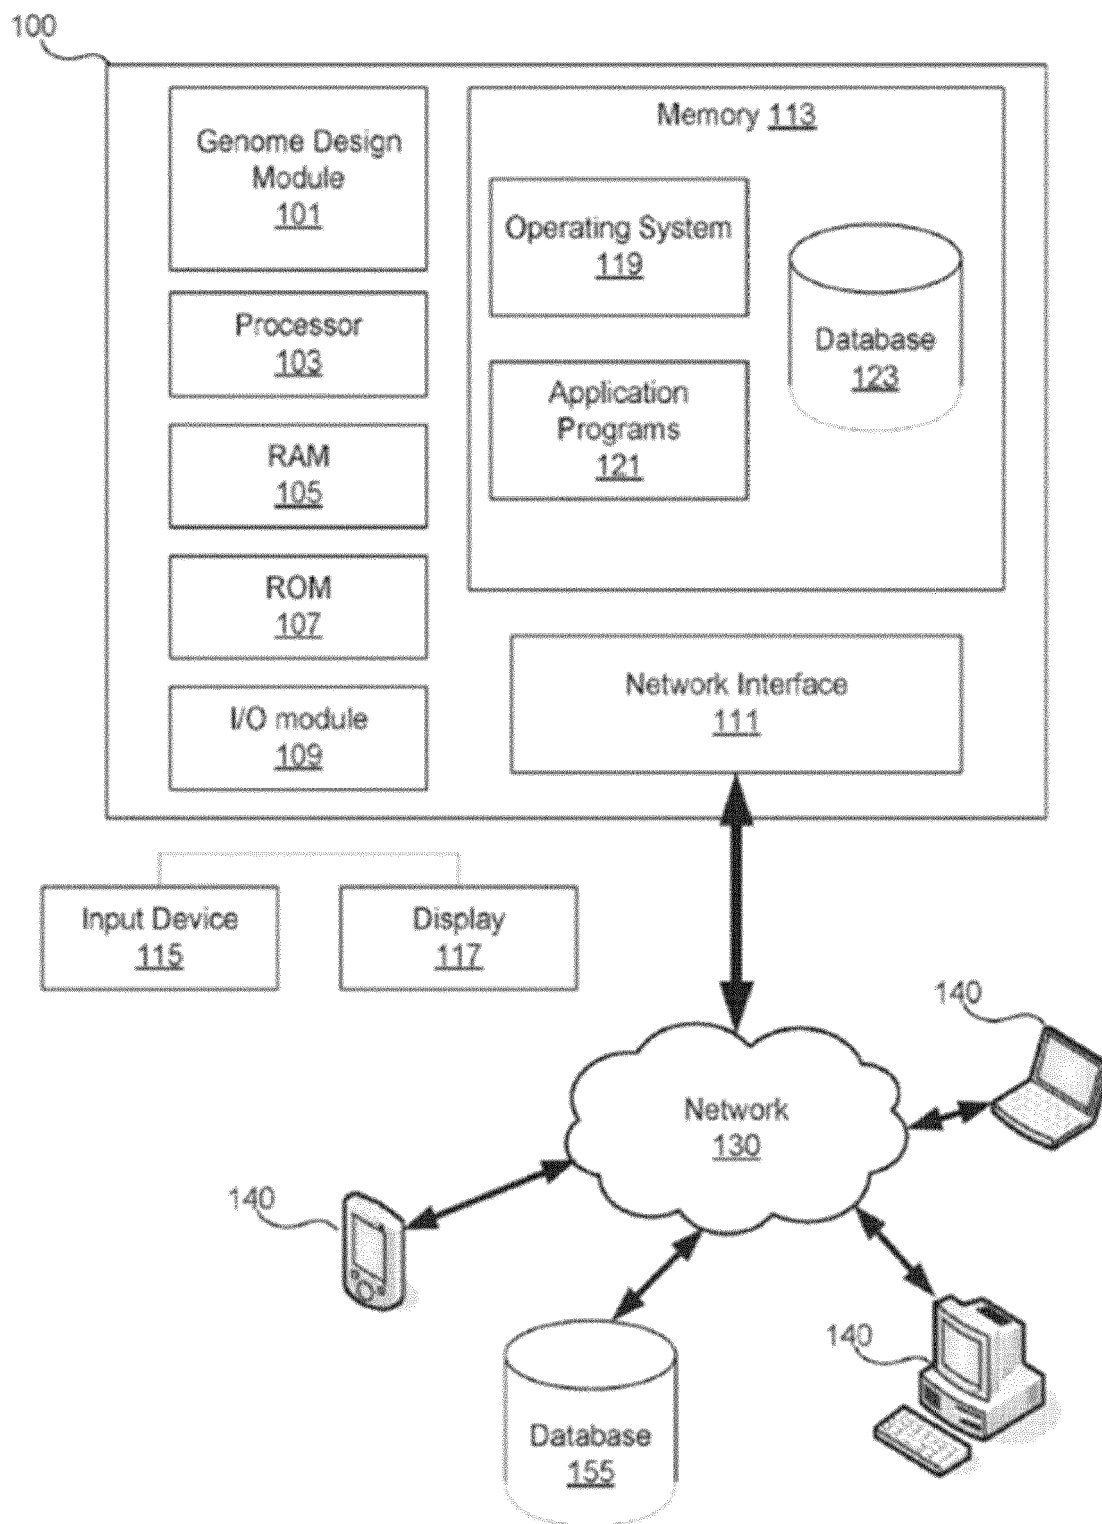 100
Genome Design
Module
101
Processor
103
RAM
105
ROM
107
I/O module
109
Memory 113
Operating System
119
Application
Programs
121
Database
123
Network Interface
111
Input Device
115
Display
117
Network
130
140
140
140
Database
155